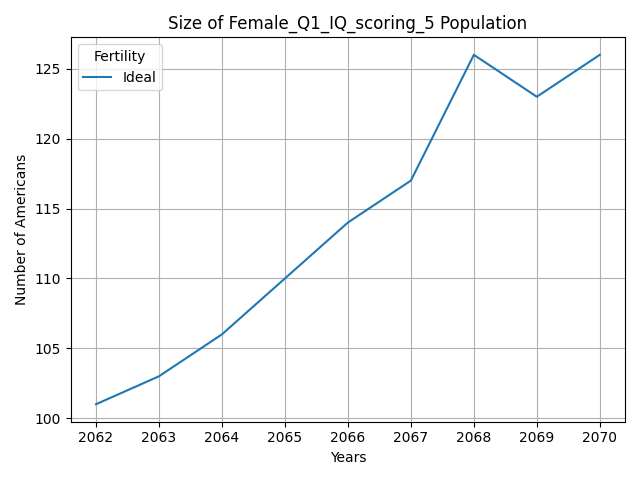 Size of Female_Q1_IQ_scoring_5 Population
Fertility
Ideal
Number of Americans
125
120
115
110
105
100
2062 2063 2064 2065 2066 2067 2068 2069 2070
Years